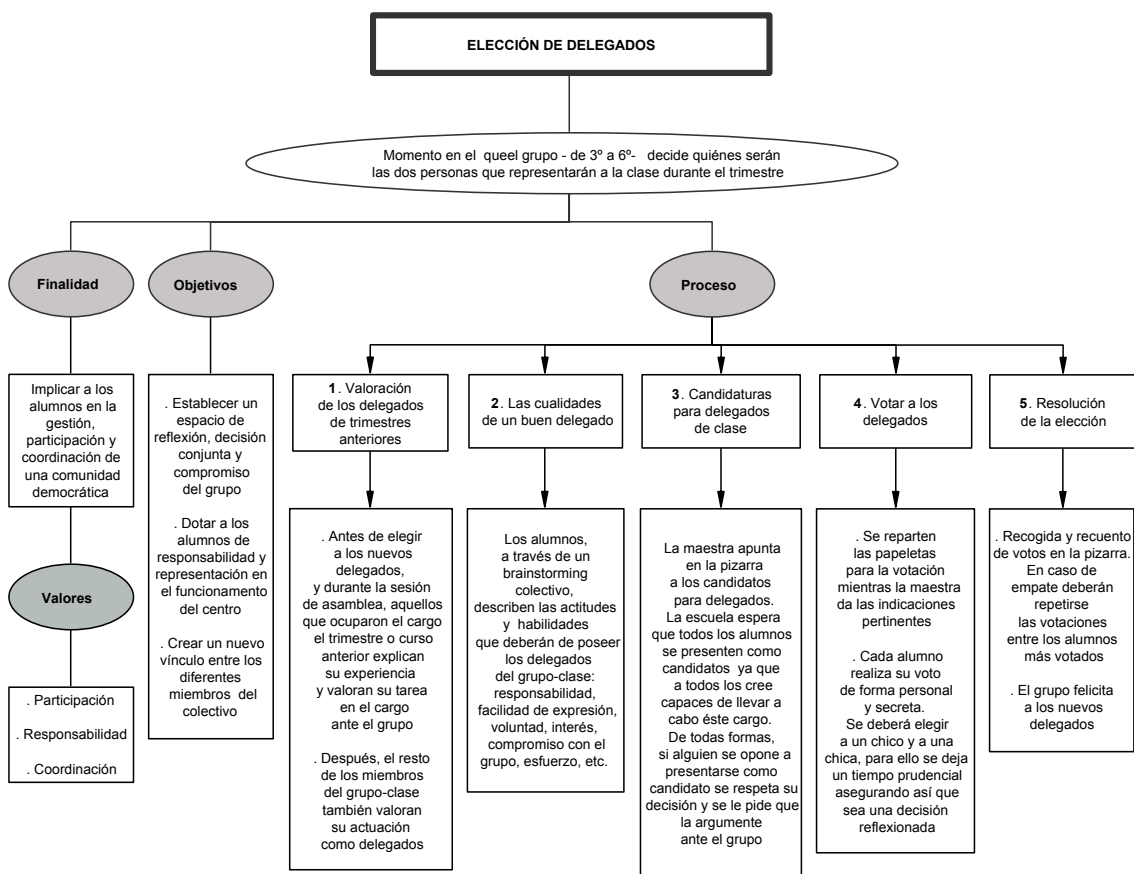 ELECCIÓN DE DELEGADOS
Momento en el queel grupo - de 3º a 6º- decide quiénes serán
las dos personas que representarán a la clase durante el trimestre
Finalidad
Objetivos
Proceso
Implicar a los
alumnos en la
gestión,
participación y
coordinación de
una comunidad
democrática
Valores
. Participación
. Responsabilidad
. Coordinación
. Establecer un
espacio de
reflexión, decisión
conjunta y
compromiso
del grupo
. Dotar a los
alumnos de
responsabilidad y
representación en
el funcionamento
del centro
. Crear un nuevo
vínculo entre los
diferentes
miembros del
colectivo
1. Valoración
de los delegados
de trimestres
anteriores
. Antes de elegir
a los nuevos
delegados,
y durante la sesión
de asamblea, aquellos
que ocuparon el cargo
el trimestre o curso
anterior explican
su experiencia
y valoran su tarea
en el cargo
ante el grupo
. Después, el resto
de los miembros
del grupo-clase
también valoran
su actuación
como delegados
2. Las cualidades
de un buen delegado
Los alumnos,
a través de un
brainstorming
colectivo,
describen las actitudes
y habilidades
que deberán de poseer
los delegados
del grupo-clase:
responsabilidad,
facilidad de expresión,
voluntad, interés,
compromiso con el
grupo, esfuerzo, etc.
3. Candidaturas
para delegados
de clase
La maestra apunta
en la pizarra
a los candidatos
para delegados.
La escuela espera
que todos los alumnos
se presenten como
candidatos ya que
a todos los cree
capaces de llevar a
cabo éste cargo.
De todas formas,
si alguien se opone a
presentarse como
candidato se respeta su
decisión y se le pide que
la argumente
ante el grupo
4. Votar a los
delegados
. Se reparten
las papeletas
para la votación
mientras la maestra
da las indicaciones
pertinentes
. Cada alumno
realiza su voto
de forma personal
y secreta.
Se deberá elegir
a un chico y a una
chica, para ello se deja
un tiempo prudencial
asegurando así que
sea una decisión
reflexionada
5. Resolución
de la elección
. Recogida y recuento
de votos en la pizarra.
En caso de
empate deberán
repetirse
las votaciones
entre los alumnos
más votados
. El grupo felicita
a los nuevos
delegados